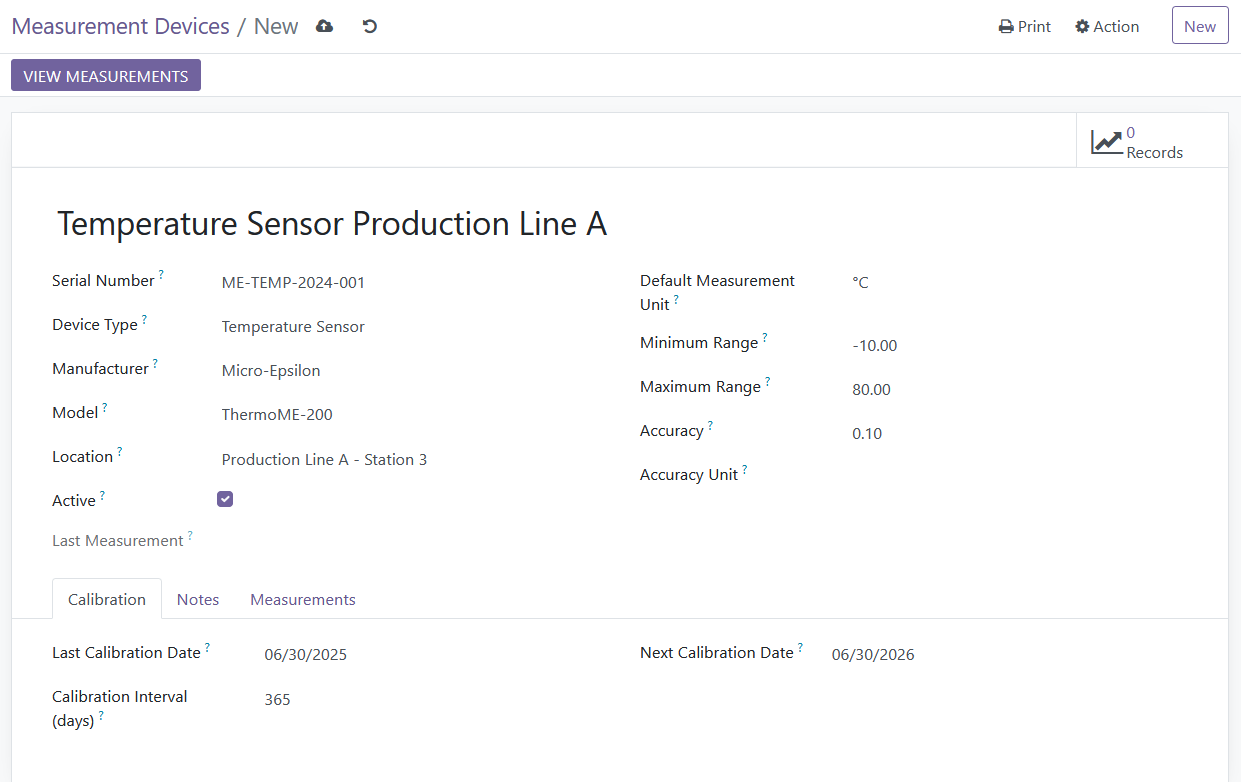 Measurement Devices / New
Print
Action
New
VIEW MEASUREMENTS
0
Records
Temperature Sensor Production Line A
Serial Number ?
ME-TEMP-2024-001
Device Type ?
Temperature Sensor
Manufacturer ?
Micro-Epsilon
Model ?
ThermoME-200
Location ?
Production Line A - Station 3
Active ?
Last Measurement ?
Default Measurement
Unit ?
°C
Minimum Range ?
-10.00
Maximum Range ?
80.00
Accuracy ?
0.10
Accuracy Unit ?
Calibration
Notes
Measurements
Last Calibration Date ?
06/30/2025
Calibration Interval
(days) ?
365
Next Calibration Date ?
06/30/2026